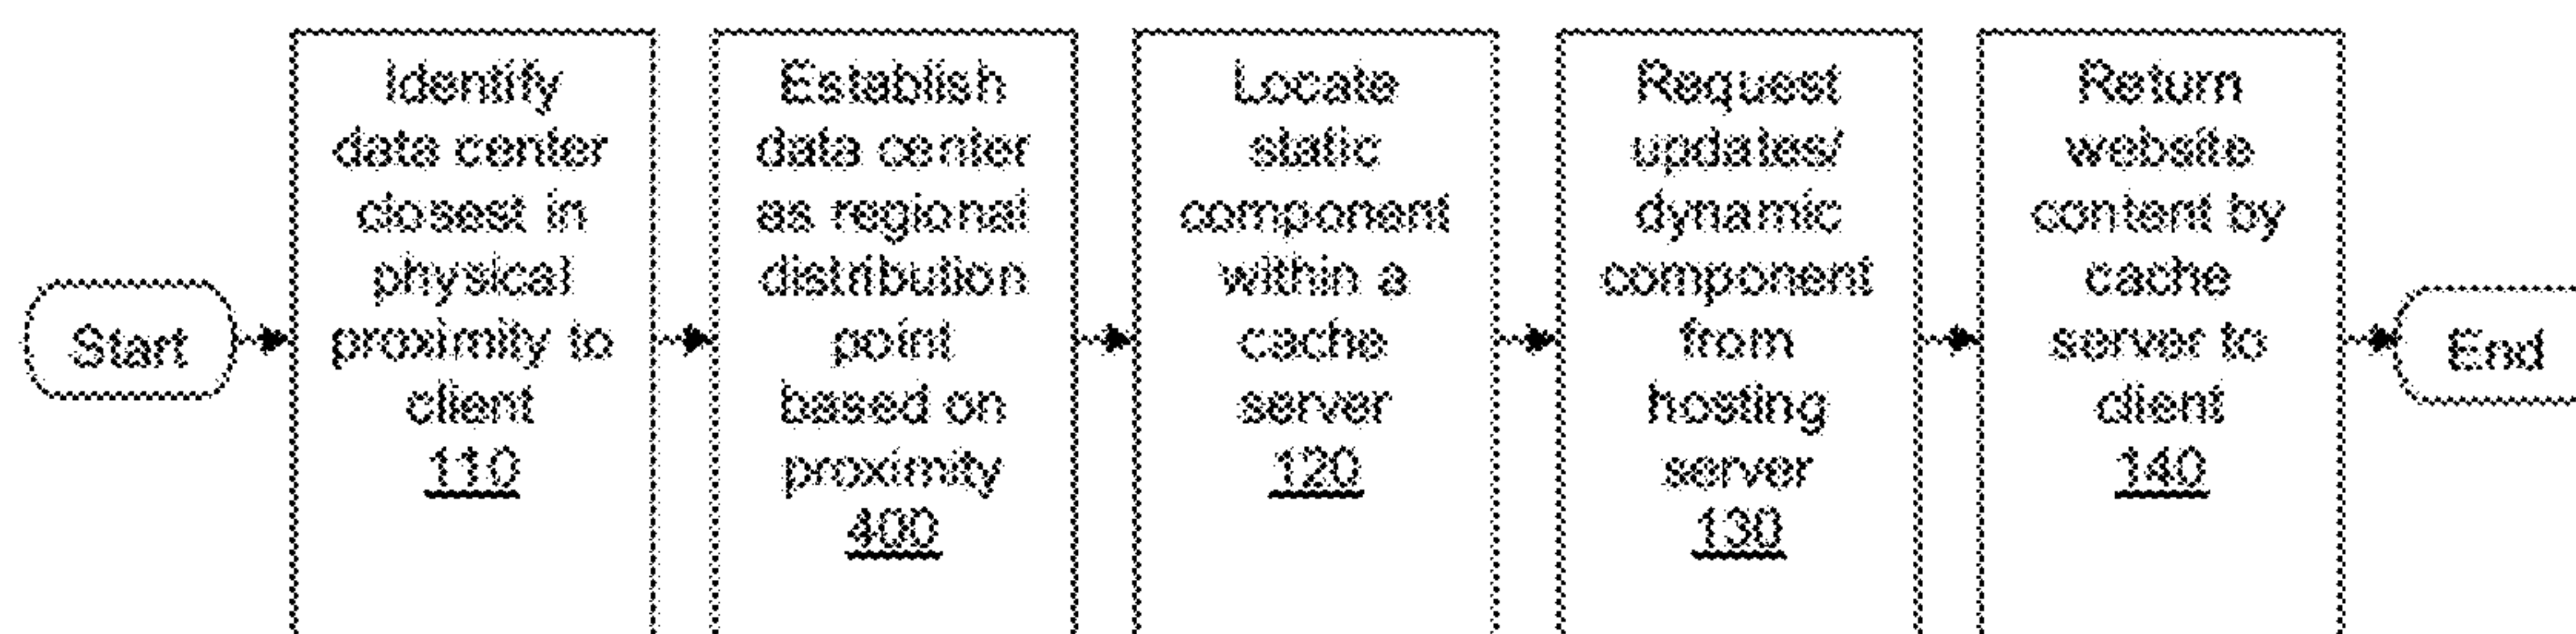 Start
Identify
data center
closest in
physical
proximity to
client
110
Establish
data center
as regional
distribution
point
based on
proximity
400
Locate
static
component
within a
cache
server
120
Request
updates/
dynamic
component
from
hosting
server
130
Return
website
content by
cache
server to
client
140
End